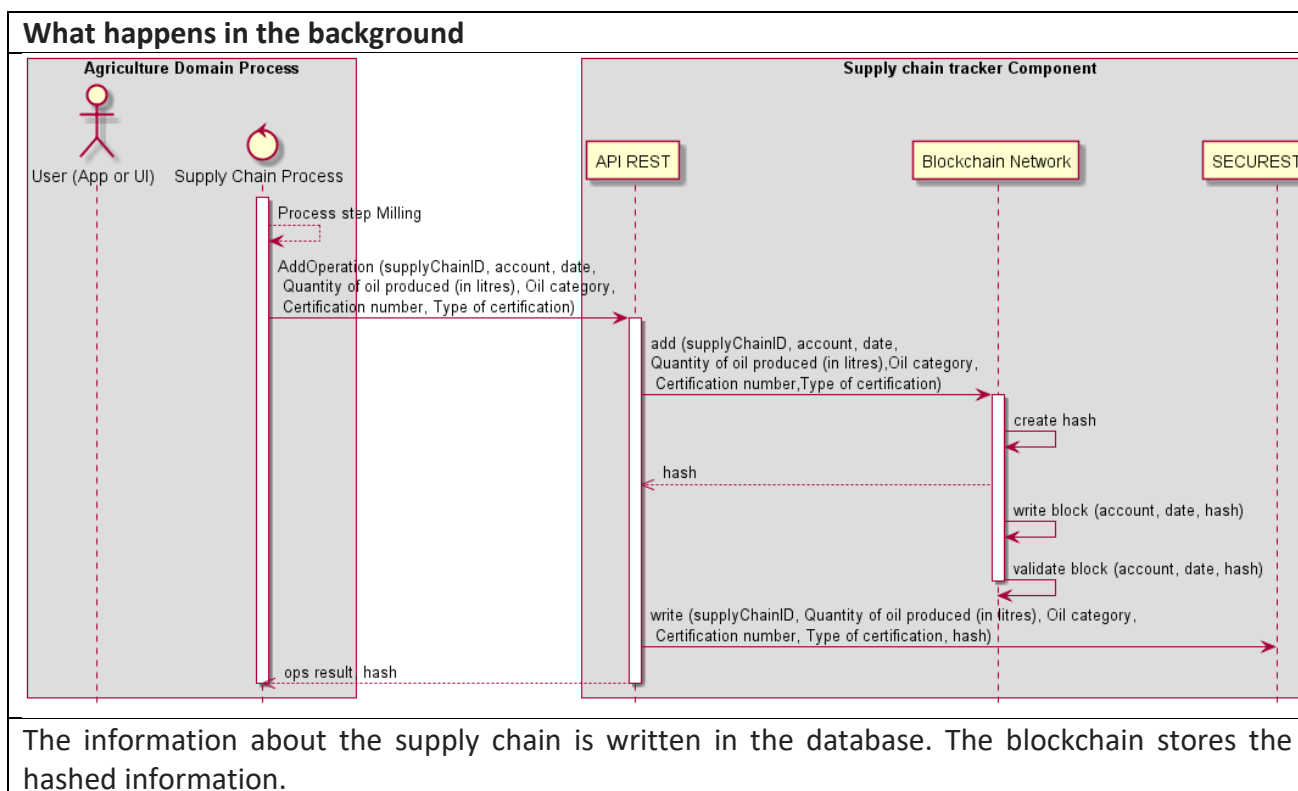 What happens in the background
Agriculture Domain Process
Supply chain tracker Component
User (App or UI)
Supply Chain Process
API REST
Blockchain Network
SECUREST
Process step Milling
AddOperation (supplyChainID, account, date,
Quantity of oil produced (in litres), Oil category,
Certification number, Type of certification)
add (supplyChainID, account, date,
Quantity of oil produced (in litres),Oil category,
Certification number,Type of certification)
create hash
hash
write block (account, date, hash)
validate block (account, date, hash)
write (supplyChainID, Quantity of oil produced (in litres), Oil category,
Certification number, Type of certification, hash)
ops result, hash
The information about the supply chain is written in the database. The blockchain stores the
hashed information.